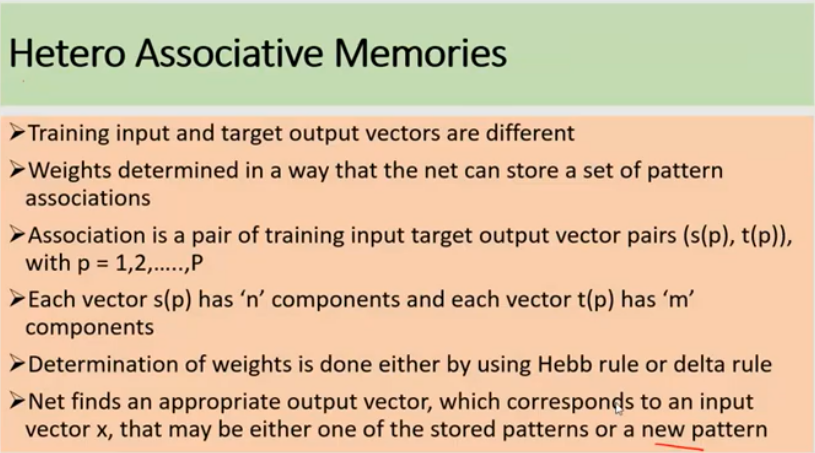 Hetero Associative Memories
➢Training input and target output vectors are different
➢Weights determined in a way that the net can store a set of pattern
associations
➢Association is a pair of training input target output vector pairs (s(p), t(p)),
with p = 1,2,.....,P
➢Each vector s(p) has ‘n’ components and each vector t(p) has ‘m’
components
➢Determination of weights is done either by using Hebb rule or delta rule
➢Net finds an appropriate output vector, which corresponds to an input
vector x, that may be either one of the stored patterns or a new pattern